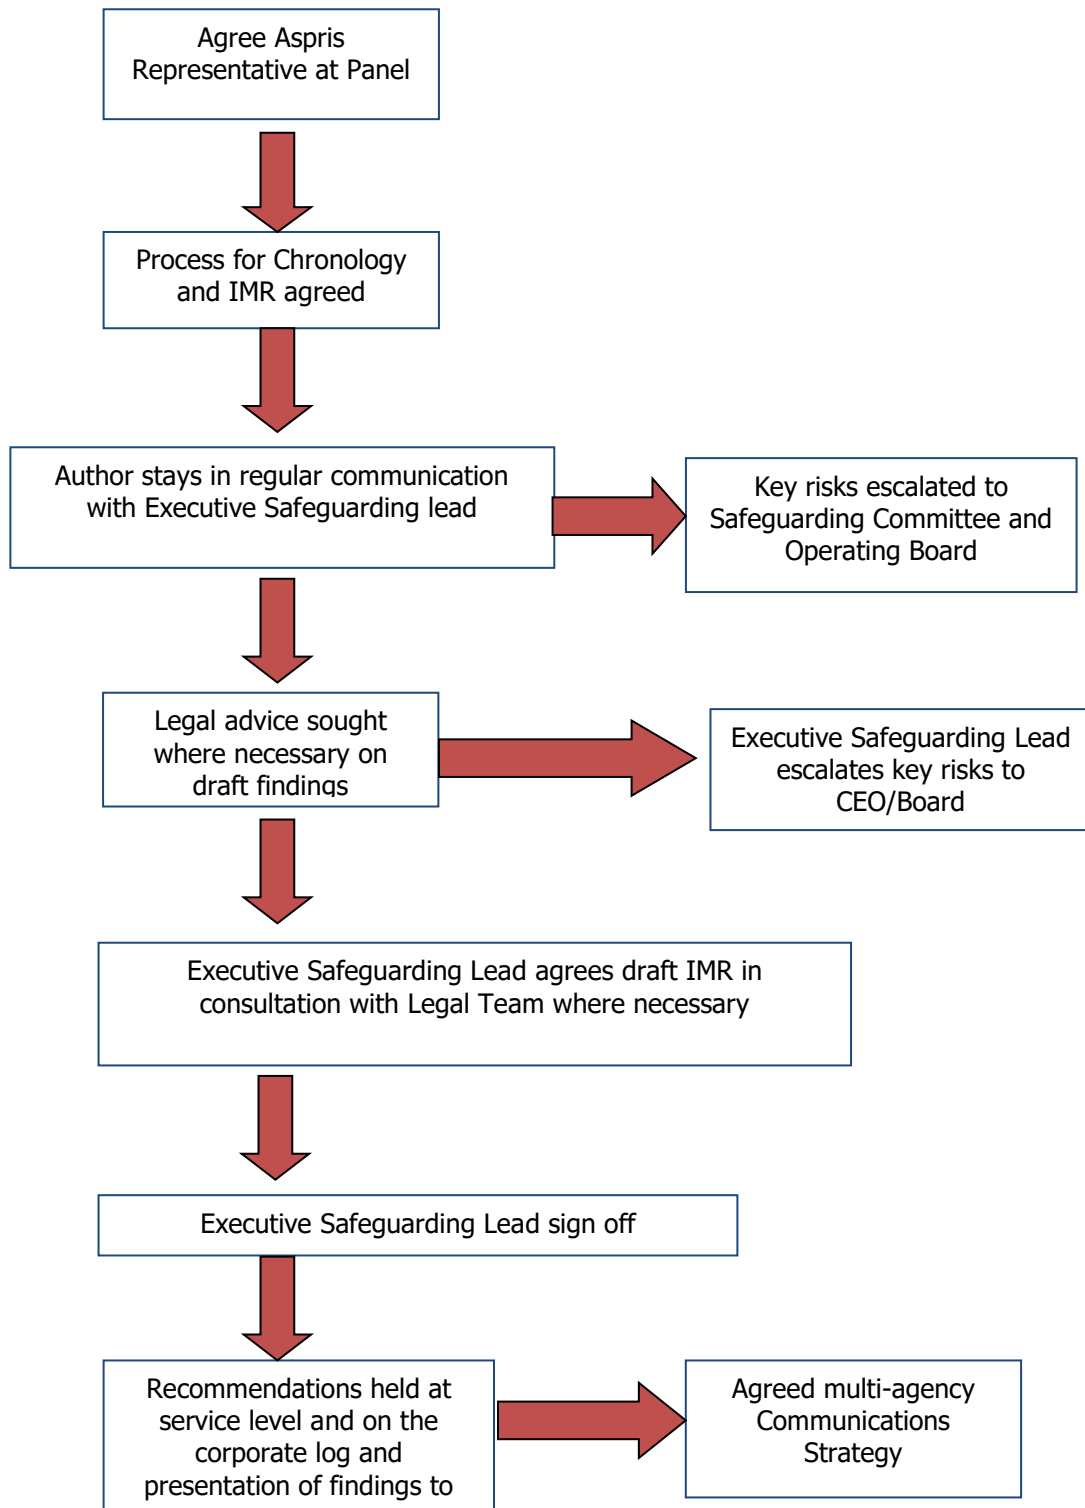 Agree Aspris
Representative at Panel
Process for Chronology
and IMR agreed
Author stays in regular communication
with Executive Safeguarding lead
Key risks escalated to
Safeguarding Committee and
Operating Board
Legal advice sought
where necessary on
draft findings
Executive Safeguarding Lead
escalates key risks to
CEO/Board
Executive Safeguarding Lead agrees draft IMR in
consultation with Legal Team where necessary
Executive Safeguarding Lead sign off
Recommendations held at
service level and on the
corporate log and
presentation of findings to
Agreed multi-agency
Communications
Strategy